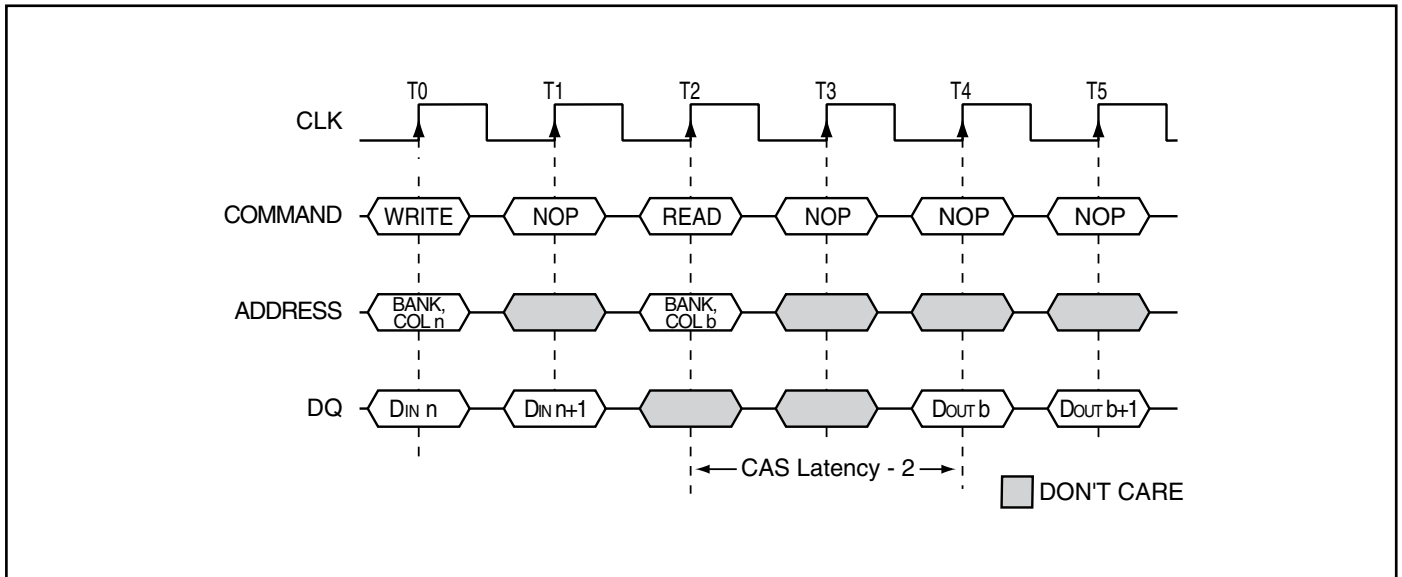 T0 T1 T2 T3 T4 T5
CLK
COMMAND WRITE NOP READ NOP NOP NOP
ADDRESS BANK, COL n BANK, COL b
DQ DIN n DIN n+1 DOUT b DOUT b+1
CAS Latency - 2
DON'T CARE